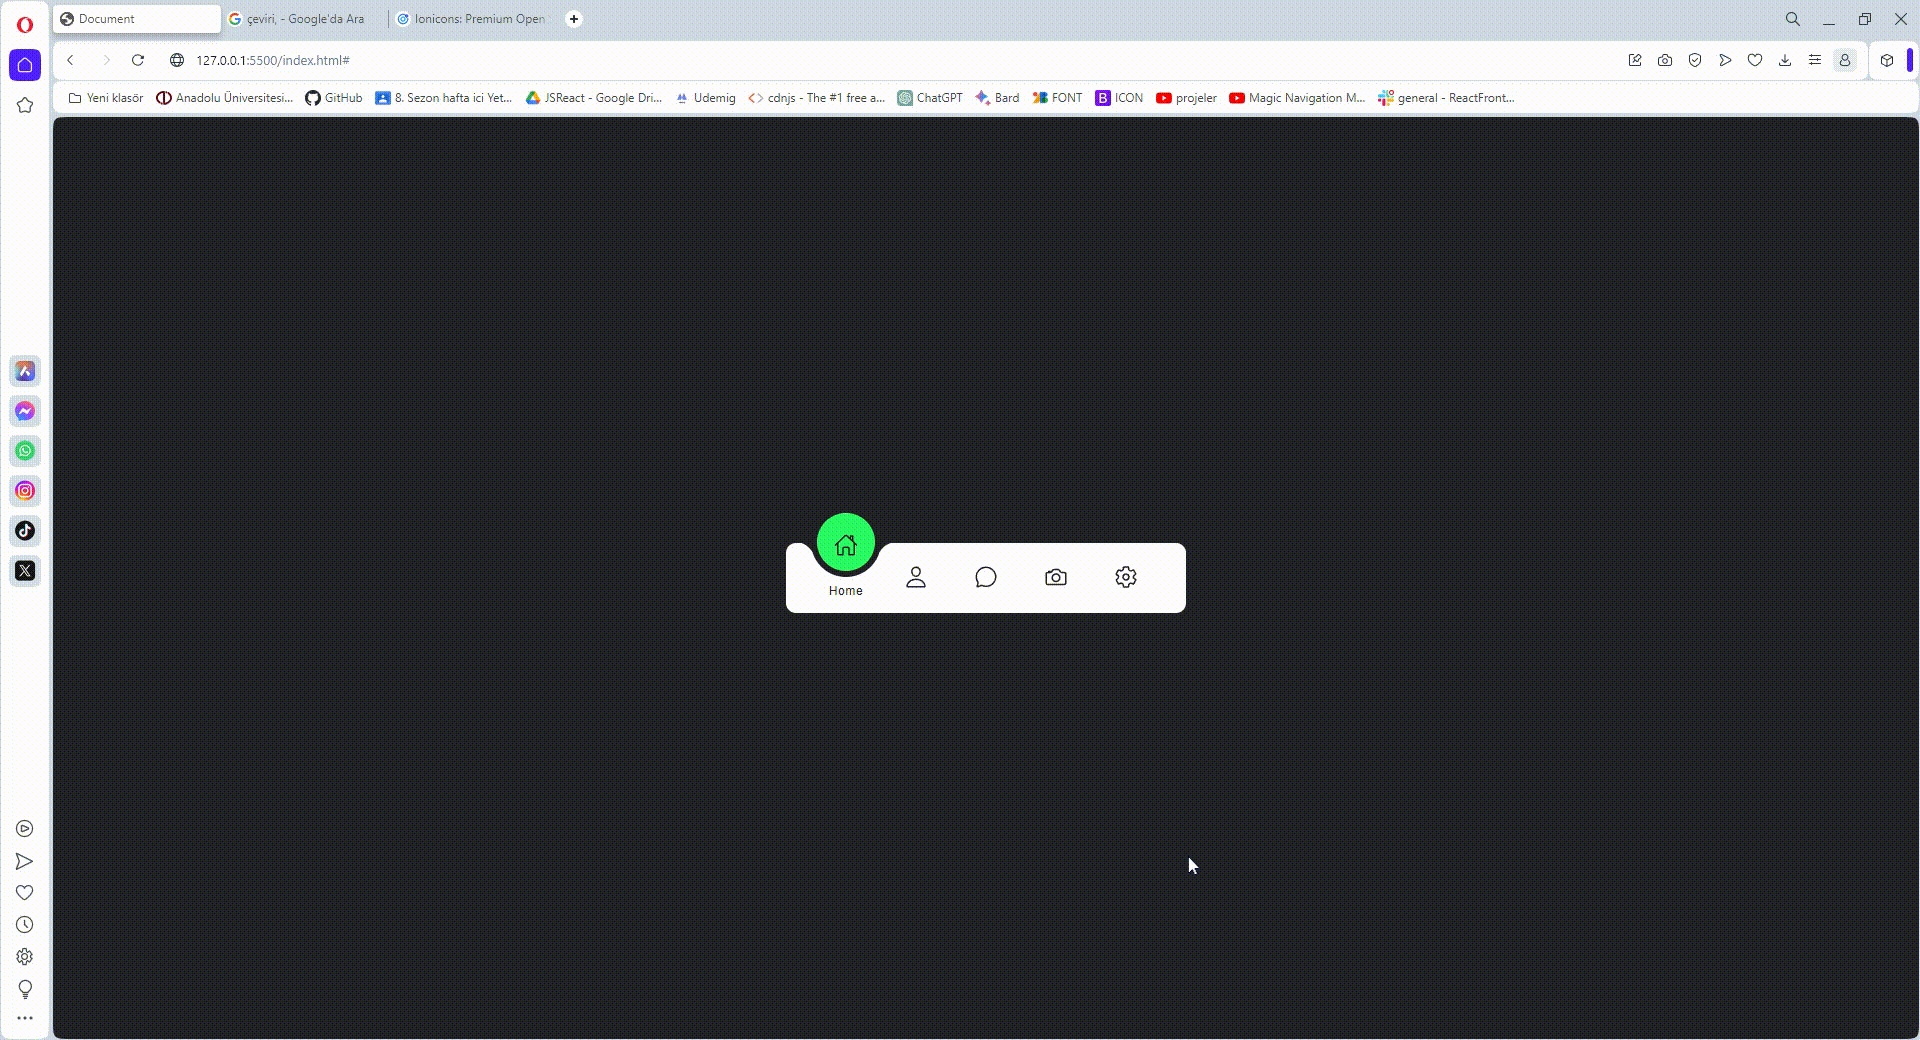 Document
çeviri, - Google'da Ara
Ionicons: Premium Open
127.0.0.1:5500/index.html#
Yeni klasör
Anadolu Üniversitesi...
GitHub
8. Sezon hafta ici Yet...
JSReact - Google Dri...
Udemig
cdnjs - The #1 free a...
ChatGPT
Bard
FONT
B ICON
projeler
Magic Navigation M...
general - ReactFront...
Home